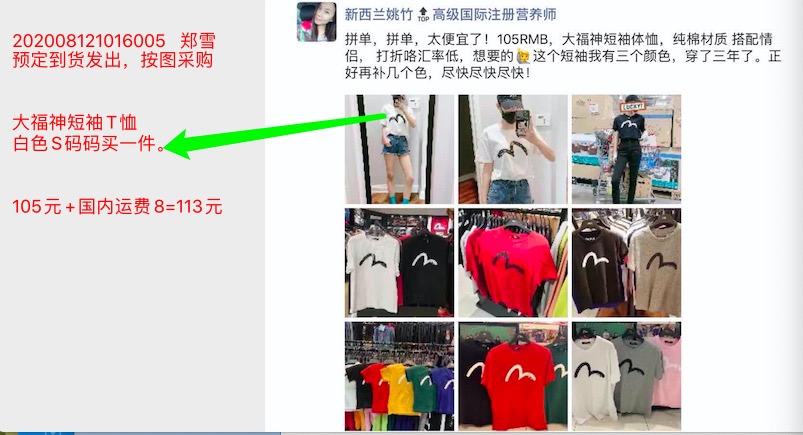 202008121016005 郑雪
预定到货发出，按图采购
大福神短袖T恤
白色S码码买一件。
105元+国内运费8=113元
新西兰姚竹🔝高级国际注册营养师
拼单，拼单，太便宜了！105RMB，大福神短袖体恤，纯棉材质 搭配情
侣， 打折咯汇率低，想要的🙋这个短袖我有三个颜色，穿了三年了。正
好再补几个色，尽快尽快尽快！
LUCKY!